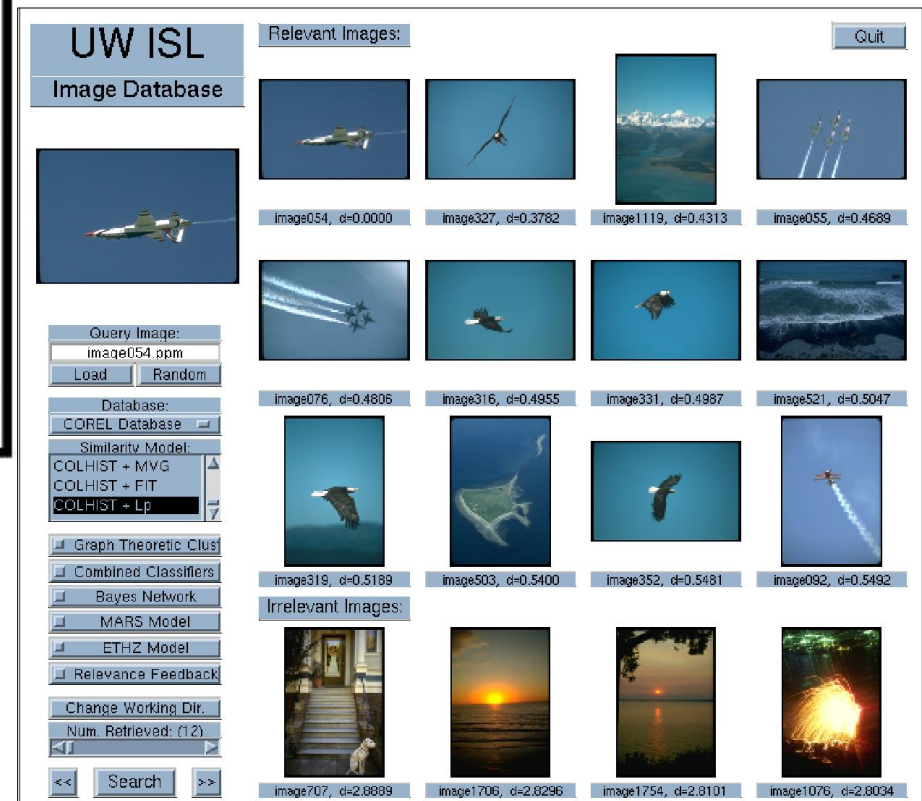 UW ISL
Image Database
Relevant Images:
Quit
image054, d=0.0000
image327, d=0.3782
image1119, d=0.4313
image055, d=0.4689
Query Image:
image054.ppm
Load
Random
Database:
COREL Database
Similarity Model:
COLHIST + MVG
COLHIST + FIT
COLHIST + Lp
image076, d=0.4806
image316, d=0.4955
image331, d=0.4987
image521, d=0.5047
Graph Theoretic Clust
Combined Classifiers
Bayes Network
MARS Model
ETHZ Model
Relevance Feedback
image319, d=0.5189
image503, d=0.5400
image352, d=0.5481
image092, d=0.5492
Irrelevant Images:
Change Working Dir.
Num. Retrieved: (12)
<<
Search
>>
image707, d=2.8889
image1706, d=2.8296
image1754, d=2.8101
image1076, d=2.8034